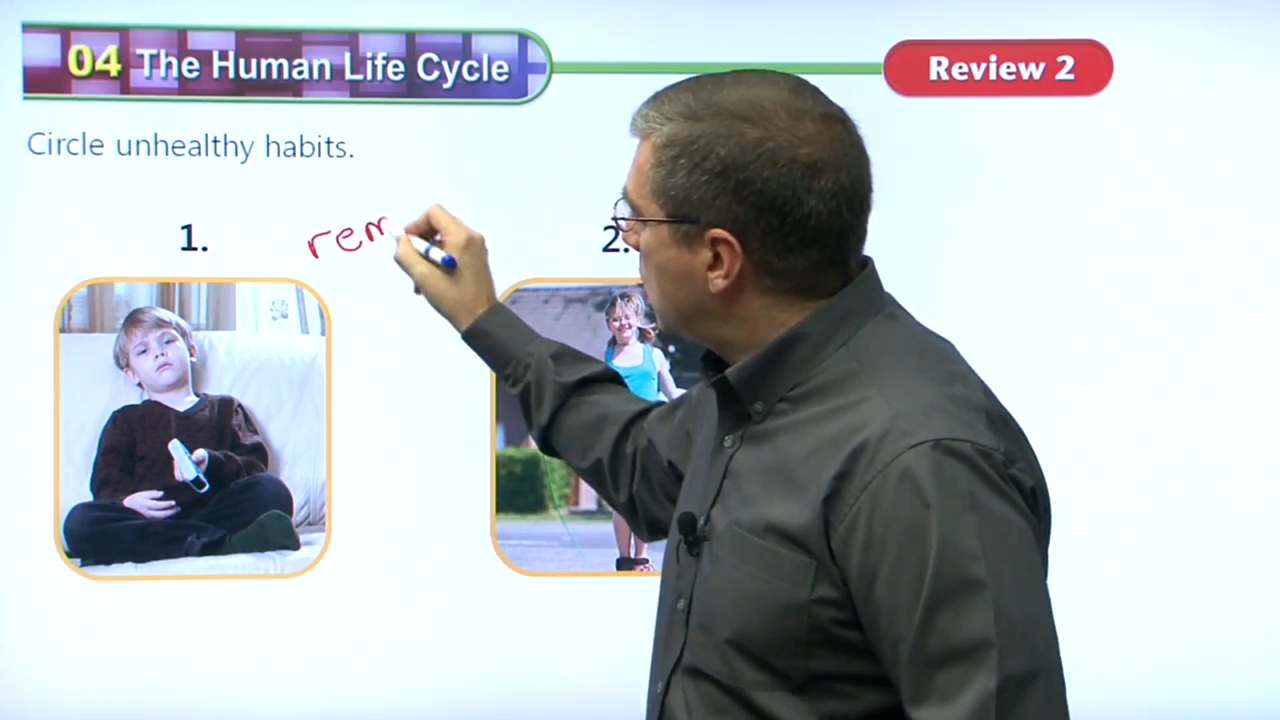 04 The Human Life Cycle
Review 2
Circle unhealthy habits.
1.
rem
2.